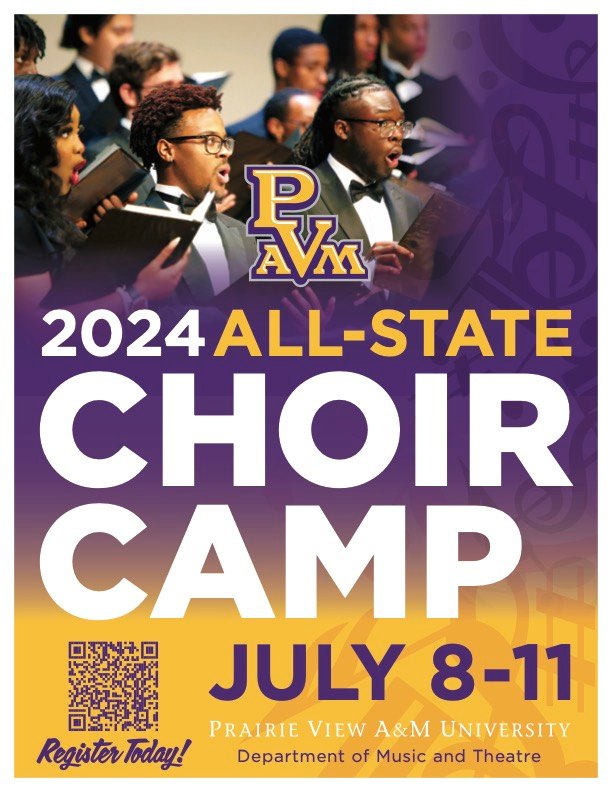 PVAM
2024 ALL-STATE
CHOIR
CAMP
JULY 8-11
PRAIRIE VIEW A&M UNIVERSITY
Register Today!
Department of Music and Theatre